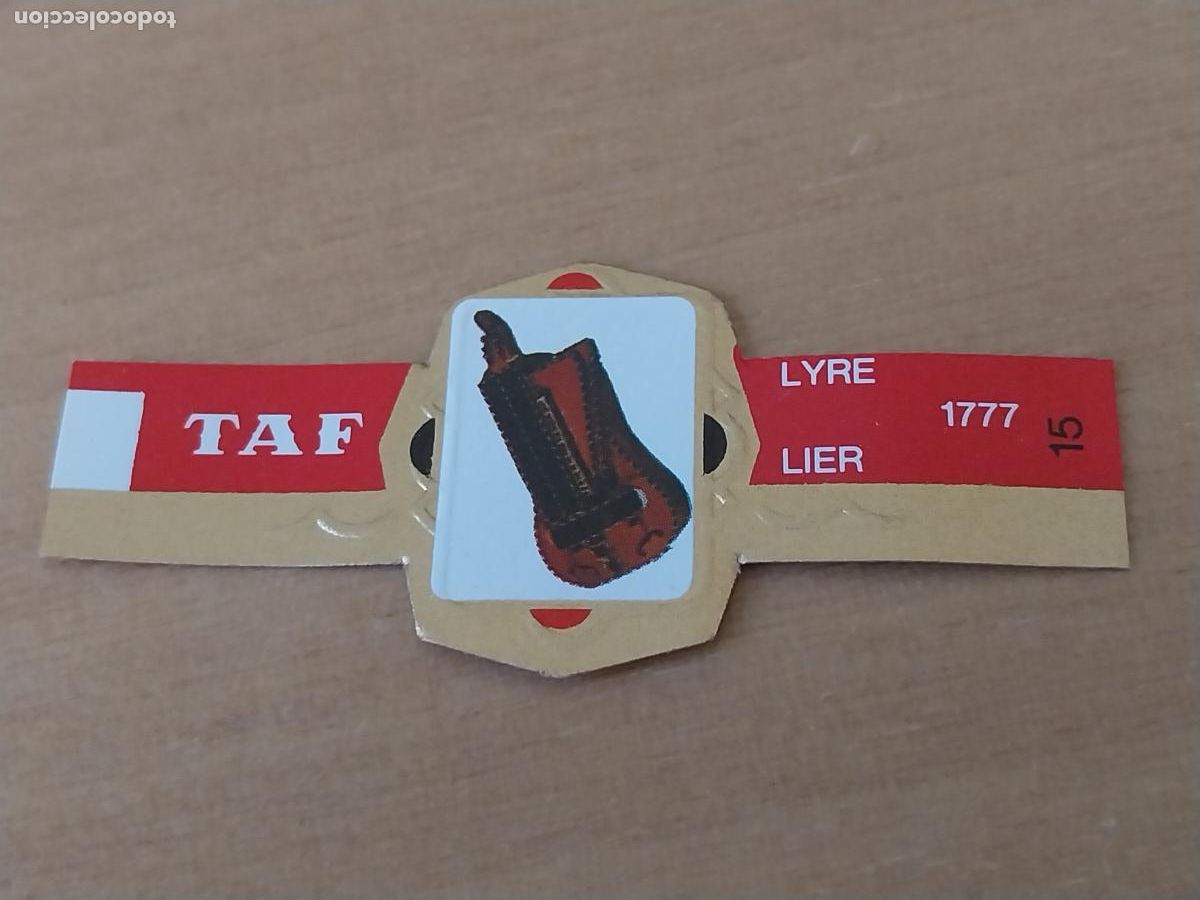 todocoleccion
TAF
LYRE
1777
LIER
15